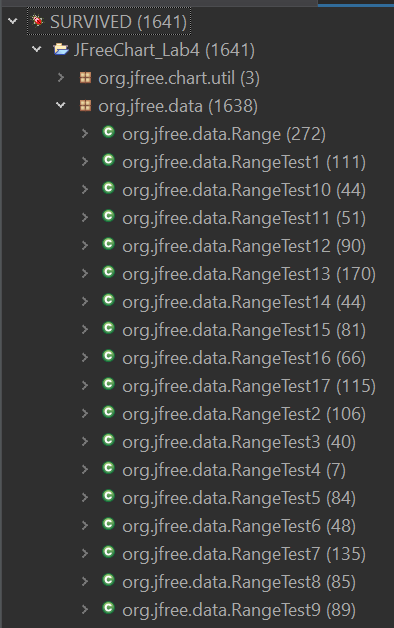 SURVIVED (1641)
JFreeChart_Lab4 (1641)
org.jfree.chart.util (3)
org.jfree.data (1638)
org.jfree.data.Range (272)
org.jfree.data.RangeTest1 (111)
org.jfree.data.RangeTest10 (44)
org.jfree.data.RangeTest11 (51)
org.jfree.data.RangeTest12 (90)
org.jfree.data.RangeTest13 (170)
org.jfree.data.RangeTest14 (44)
org.jfree.data.RangeTest15 (81)
org.jfree.data.RangeTest16 (66)
org.jfree.data.RangeTest17 (115)
org.jfree.data.RangeTest2 (106)
org.jfree.data.RangeTest3 (40)
org.jfree.data.RangeTest4 (7)
org.jfree.data.RangeTest5 (84)
org.jfree.data.RangeTest6 (48)
org.jfree.data.RangeTest7 (135)
org.jfree.data.RangeTest8 (85)
org.jfree.data.RangeTest9 (89)